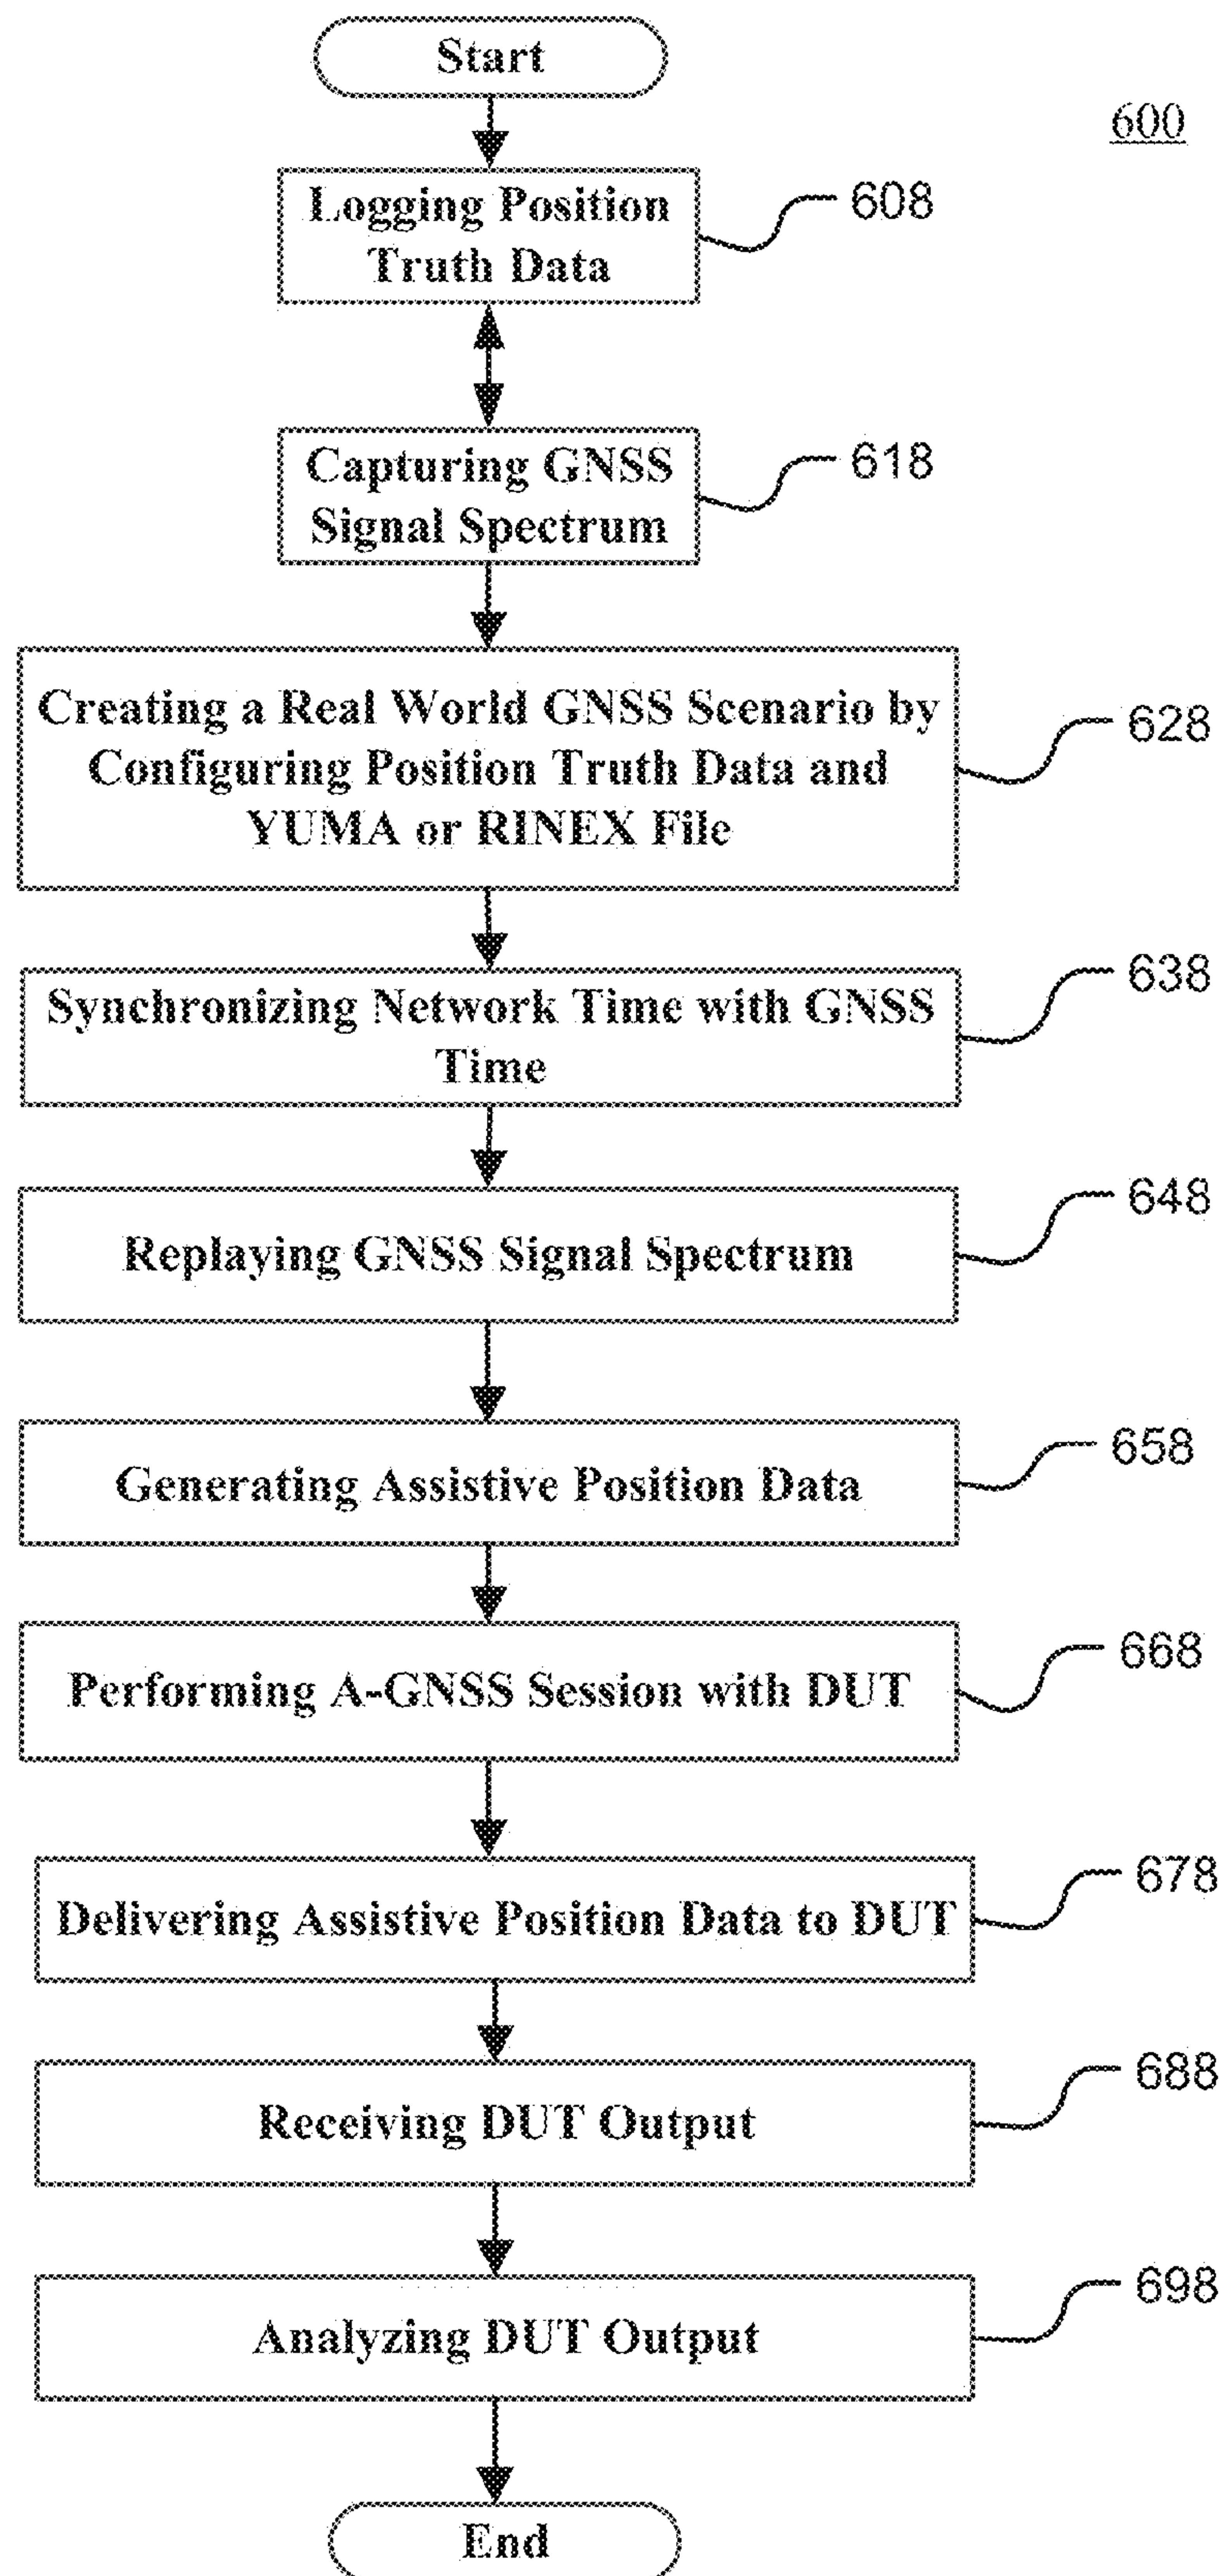 Start
600
Logging Position
Truth Data
608
Capturing GNSS
Signal Spectrum
618
Creating a Real World GNSS Scenario by
Configuring Position Truth Data and
YUMA or RINEX File
628
Synchronizing Network Time with GNSS
Time
638
Replaying GNSS Signal Spectrum
648
Generating Assistive Position Data
658
Performing A-GNSS Session with DUT
668
Delivering Assistive Position Data to DUT
678
Receiving DUT Output
688
Analyzing DUT Output
698
End